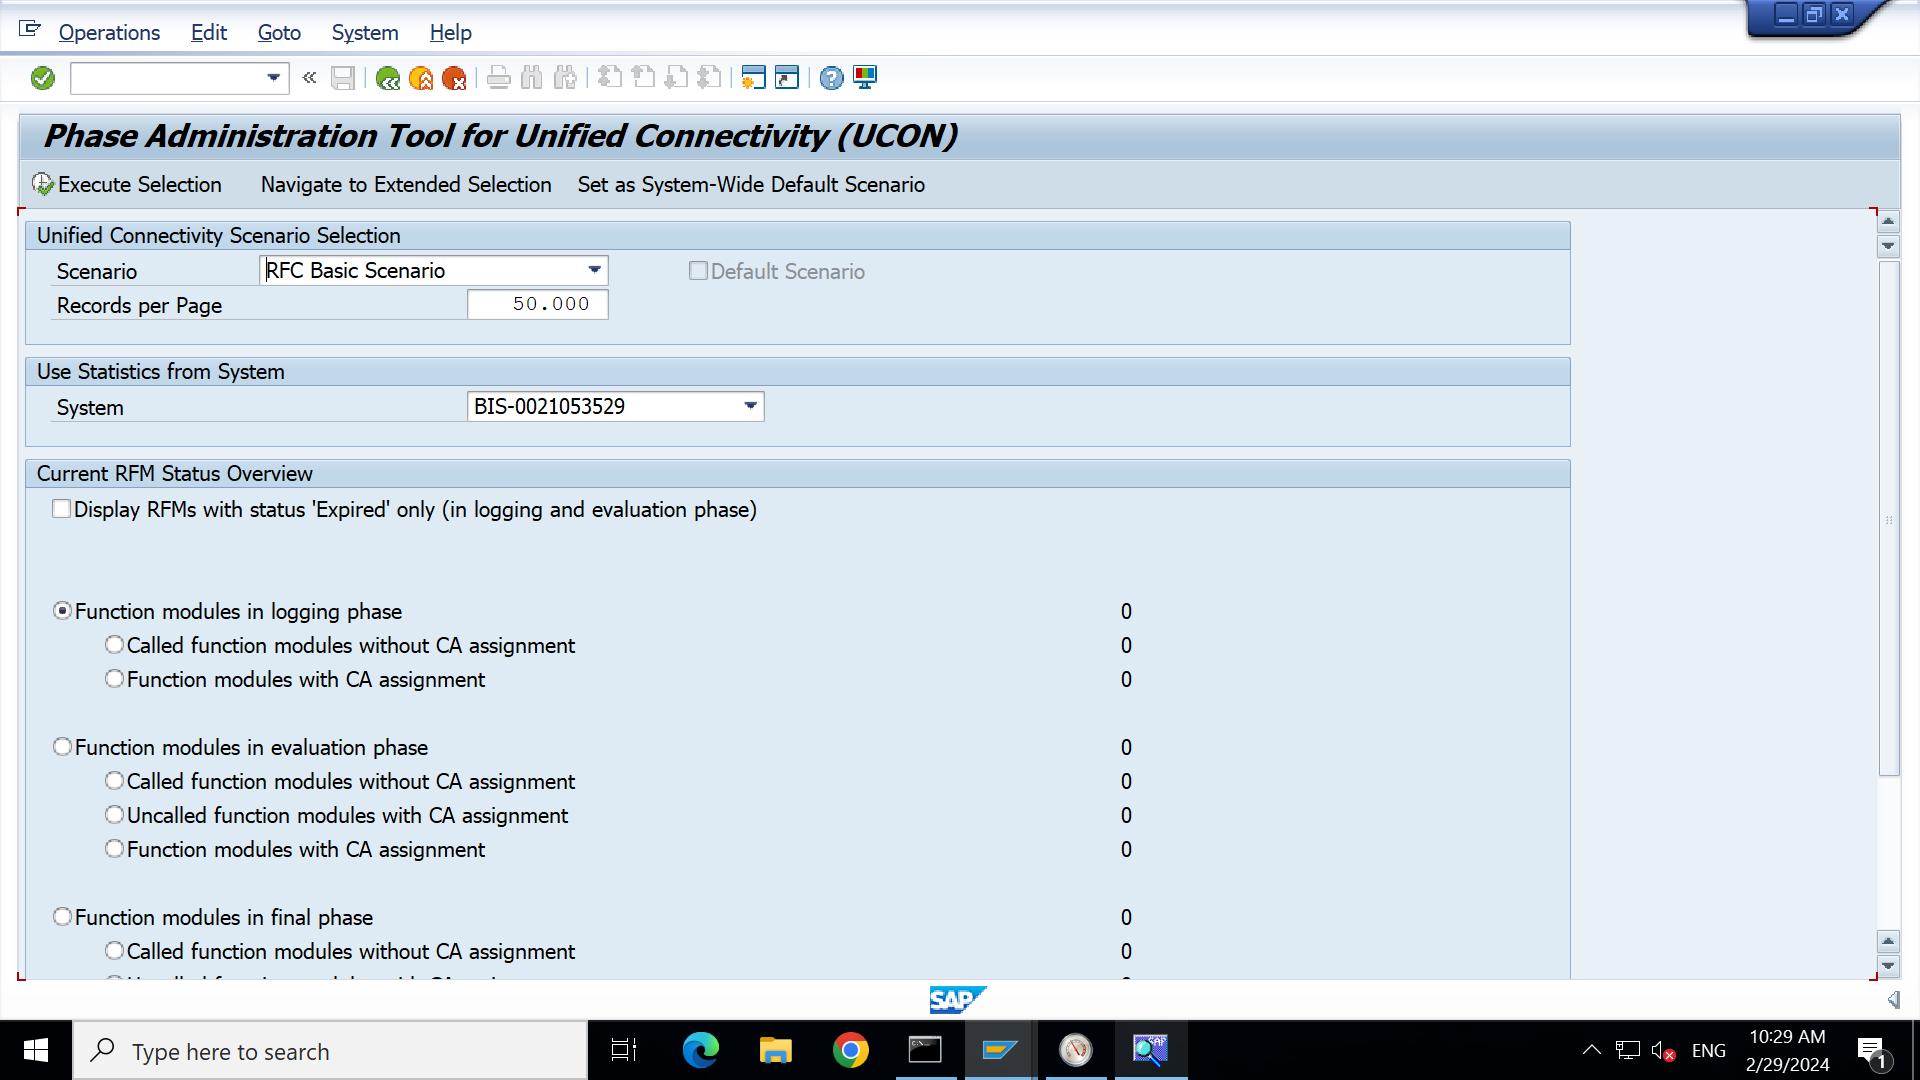 Operations Edit Goto System Help
Phase Administration Tool for Unified Connectivity (UCON)
Execute Selection Navigate to Extended Selection Set as System-Wide Default Scenario
Unified Connectivity Scenario Selection
Scenario RFC Basic Scenario Default Scenario
Records per Page 50.000
Use Statistics from System
System BIS-0021053529
Current RFM Status Overview
Display RFMs with status 'Expired' only (in logging and evaluation phase)
Function modules in logging phase 0
Called function modules without CA assignment 0
Function modules with CA assignment 0
Function modules in evaluation phase 0
Called function modules without CA assignment 0
Uncalled function modules with CA assignment 0
Function modules with CA assignment 0
Function modules in final phase 0
Called function modules without CA assignment 0
SAP
Type here to search
ENG
10:29 AM
2/29/2024
1